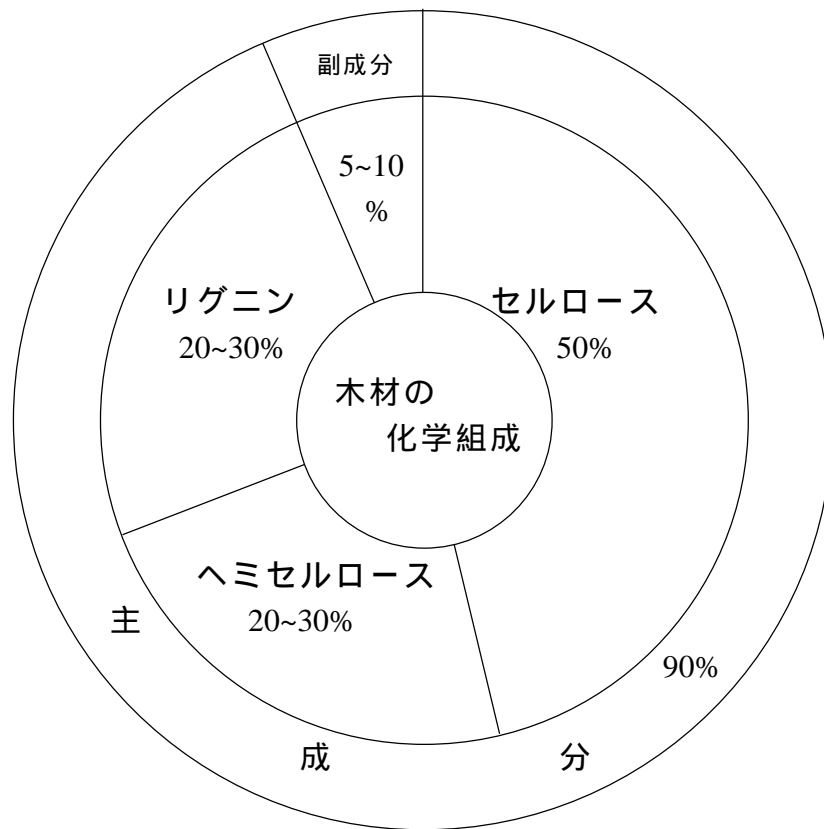 副成分
5~10
%
リグニン
20~30%
セルロース
50%
木材の
化学組成
ヘミセルロース
20~30%
主
成
分
90%